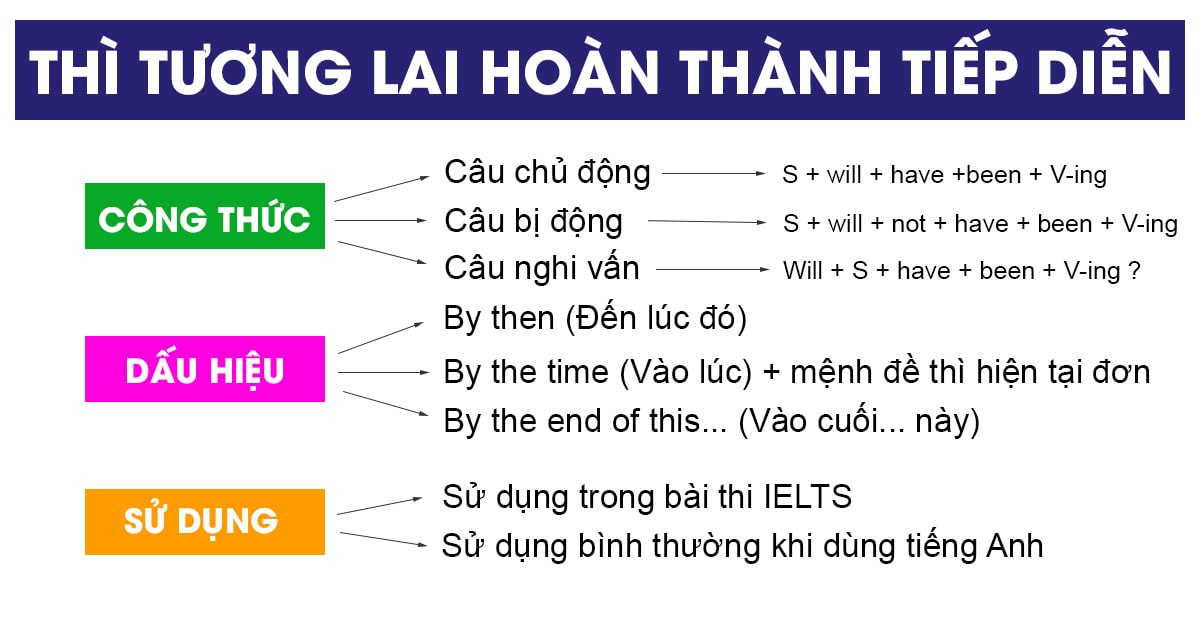 THÌ TƯƠNG LAI HOÀN THÀNH TIẾP DIỄN
CÔNG THỨC
Câu chủ động S + will + have +been + V-ing
Câu bị động S + will + not + have + been + V-ing
Câu nghi vấn Will + S + have + been + V-ing ?
DẤU HIỆU
By then (Đến lúc đó)
By the time (Vào lúc) + mệnh đề thì hiện tại đơn
By the end of this... (Vào cuối... này)
SỬ DỤNG
Sử dụng trong bài thi IELTS
Sử dụng bình thường khi dùng tiếng Anh